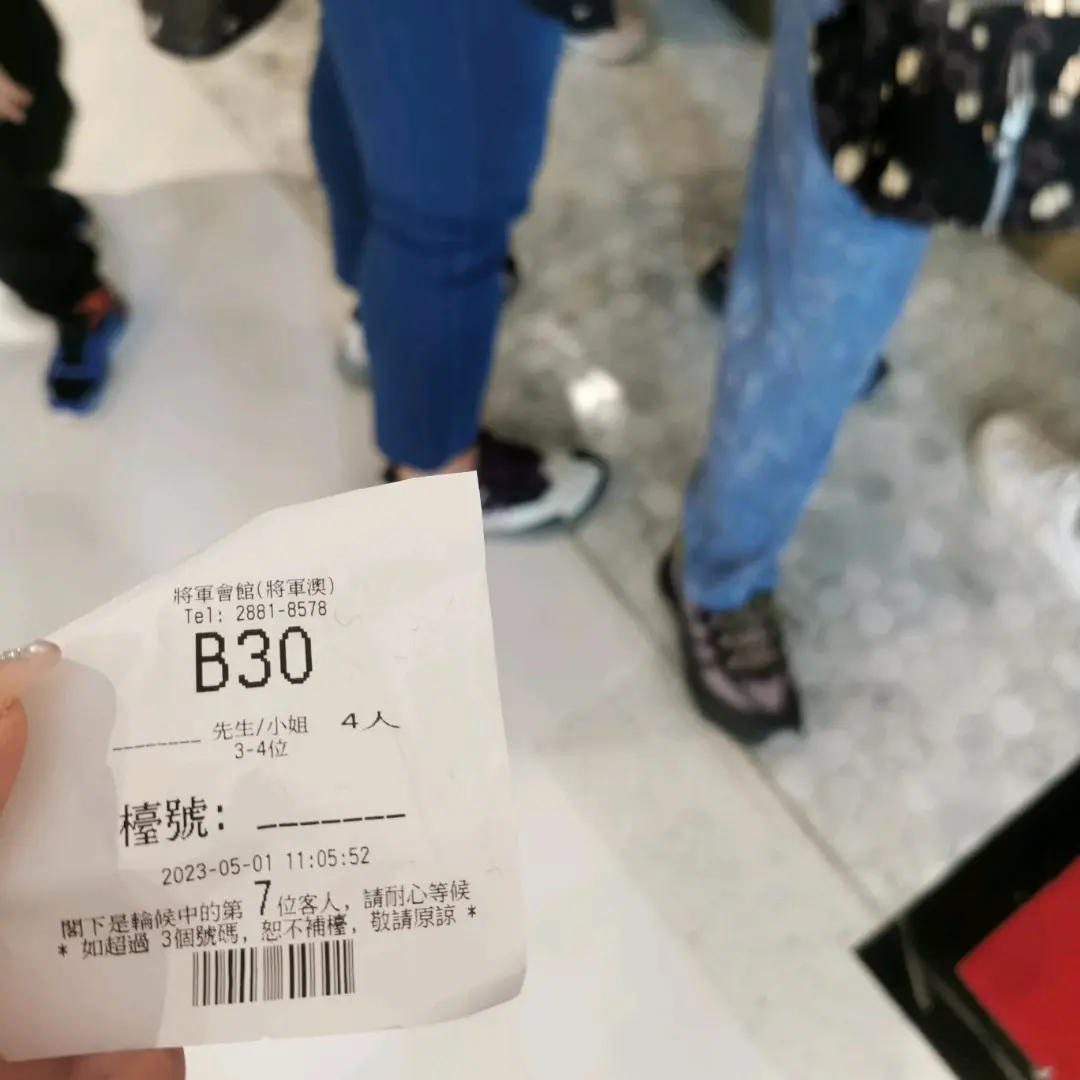 將軍會館(將軍澳)
Tel: 2881-8578
B30
________ 先生/小姐 4人
3-4位
檯號: _______
2023-05-01 11:05:52
閣下是輪候中的第 7 位客人, 請耐心等候
* 如超過 3個號碼, 恕不補檯, 敬請原諒 *